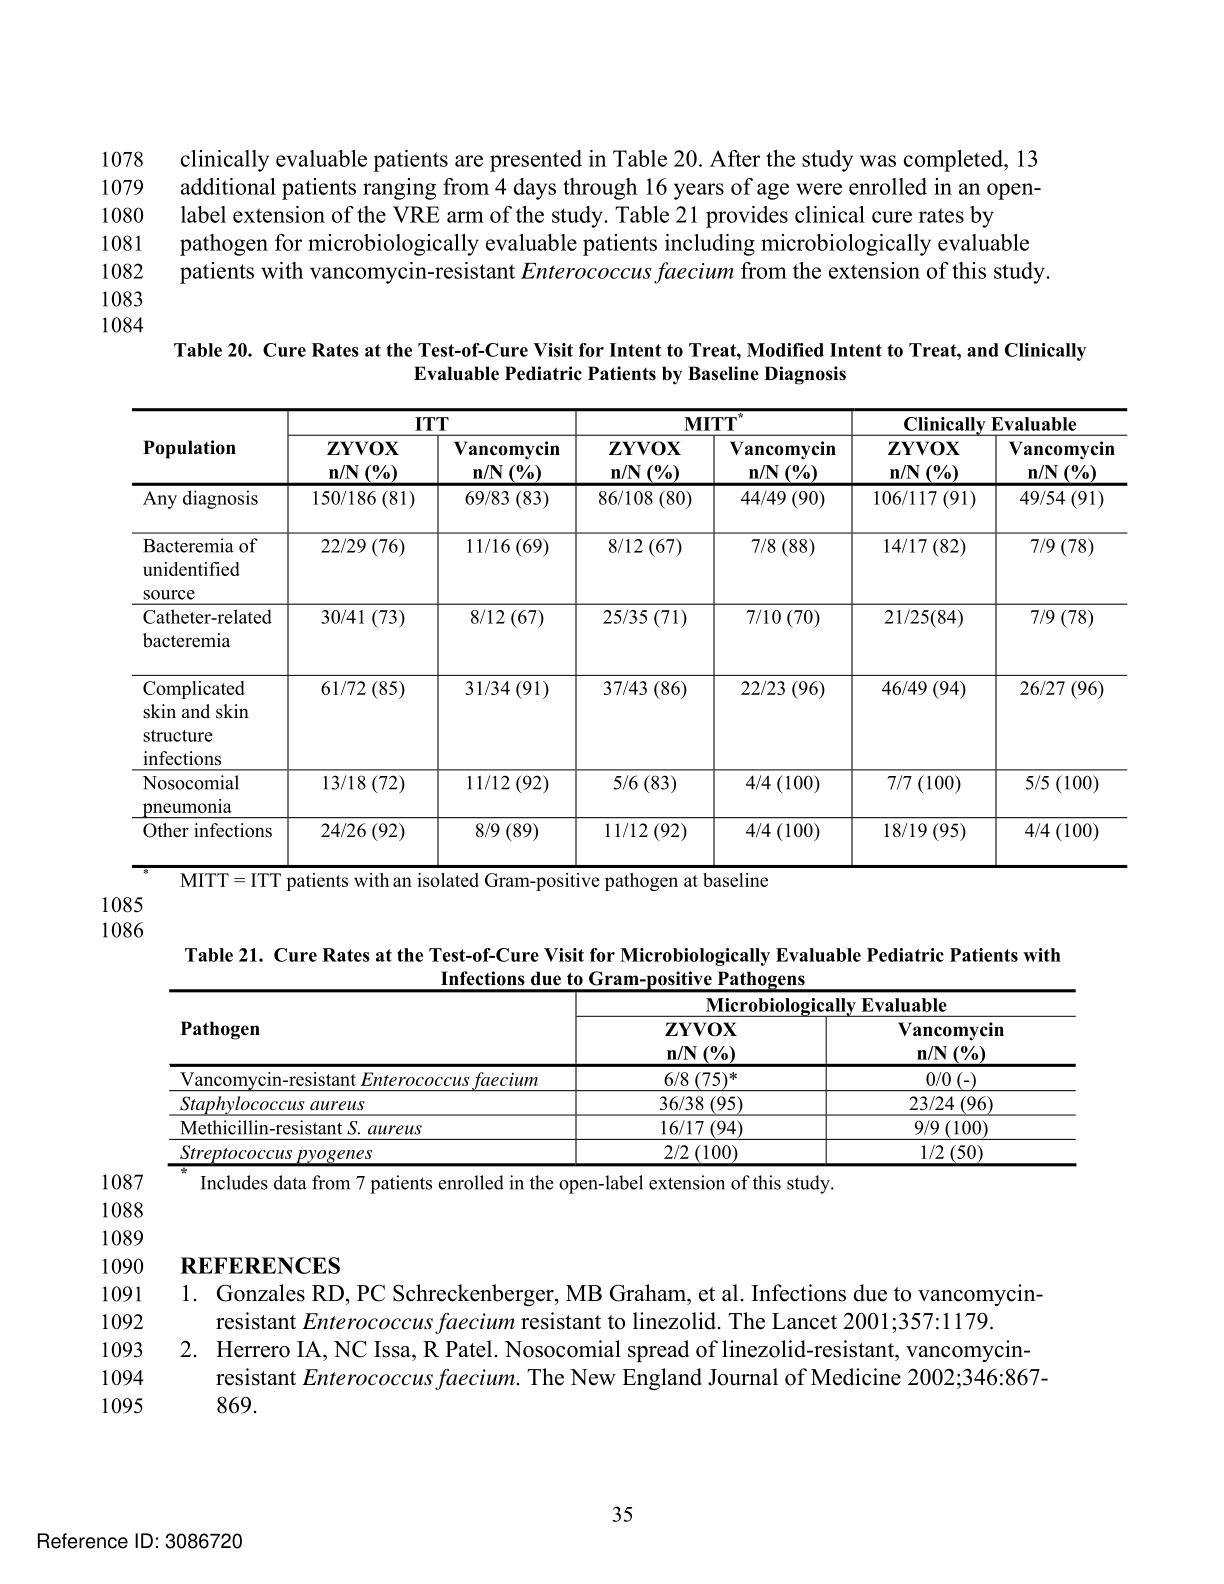 1078 clinically evaluable patients are presented in Table 20. After the study was completed, 13
1079 additional patients ranging from 4 days through 16 years of age were enrolled in an open-
1080 label extension of the VRE arm of the study. Table 21 provides clinical cure rates by
1081 pathogen for microbiologically evaluable patients including microbiologically evaluable
1082 patients with vancomycin-resistant Enterococcus faecium from the extension of this study.
1083
1084
Table 20. Cure Rates at the Test-of-Cure Visit for Intent to Treat, Modified Intent to Treat, and Clinically
Evaluable Pediatric Patients by Baseline Diagnosis
ITT MITT* Clinically Evaluable
Population ZYVOX Vancomycin ZYVOX Vancomycin ZYVOX Vancomycin
n/N (%) n/N (%) n/N (%) n/N (%) n/N (%) n/N (%)
Any diagnosis 150/186 (81) 69/83 (83) 86/108 (80) 44/49 (90) 106/117 (91) 49/54 (91)
Bacteremia of 22/29 (76) 11/16 (69) 8/12 (67) 7/8 (88) 14/17 (82) 7/9 (78)
unidentified
source
Catheter-related 30/41 (73) 8/12 (67) 25/35 (71) 7/10 (70) 21/25(84) 7/9 (78)
bacteremia
Complicated 61/72 (85) 31/34 (91) 37/43 (86) 22/23 (96) 46/49 (94) 26/27 (96)
skin and skin
structure
infections
Nosocomial 13/18 (72) 11/12 (92) 5/6 (83) 4/4 (100) 7/7 (100) 5/5 (100)
pneumonia
Other infections 24/26 (92) 8/9 (89) 11/12 (92) 4/4 (100) 18/19 (95) 4/4 (100)
* MITT = ITT patients with an isolated Gram-positive pathogen at baseline
1085
1086
Table 21. Cure Rates at the Test-of-Cure Visit for Microbiologically Evaluable Pediatric Patients with
Infections due to Gram-positive Pathogens
Microbiologically Evaluable
Pathogen ZYVOX Vancomycin
n/N (%) n/N (%)
Vancomycin-resistant Enterococcus faecium 6/8 (75)* 0/0 (-)
Staphylococcus aureus 36/38 (95) 23/24 (96)
Methicillin-resistant S. aureus 16/17 (94) 9/9 (100)
Streptococcus pyogenes 2/2 (100) 1/2 (50)
1087 * Includes data from 7 patients enrolled in the open-label extension of this study.
1088
1089
1090 REFERENCES
1091 1. Gonzales RD, PC Schreckenberger, MB Graham, et al. Infections due to vancomycin-
1092 resistant Enterococcus faecium resistant to linezolid. The Lancet 2001;357:1179.
1093 2. Herrero IA, NC Issa, R Patel. Nosocomial spread of linezolid-resistant, vancomycin-
1094 resistant Enterococcus faecium. The New England Journal of Medicine 2002;346:867-
1095 869.
35
Reference ID: 3086720